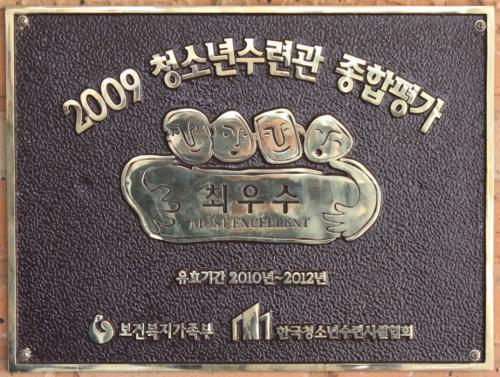 2009 청소년수련관 종합평가
최우수
MOST EXCELLENT
유효기간 2010년~2012년
보건복지가족부 한국청소년수련시설협회